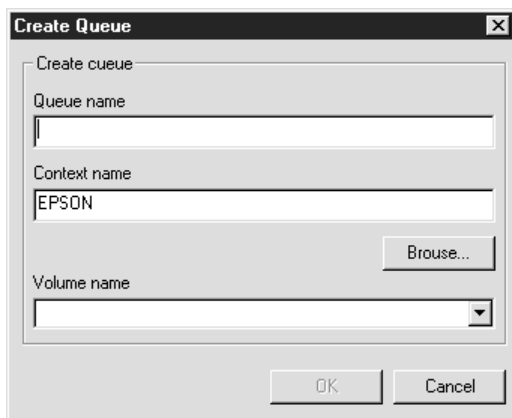 Create Queue
Create cueue
Queue name
Context name
EPSON
Brouse...
Volume name
OK
Cancel